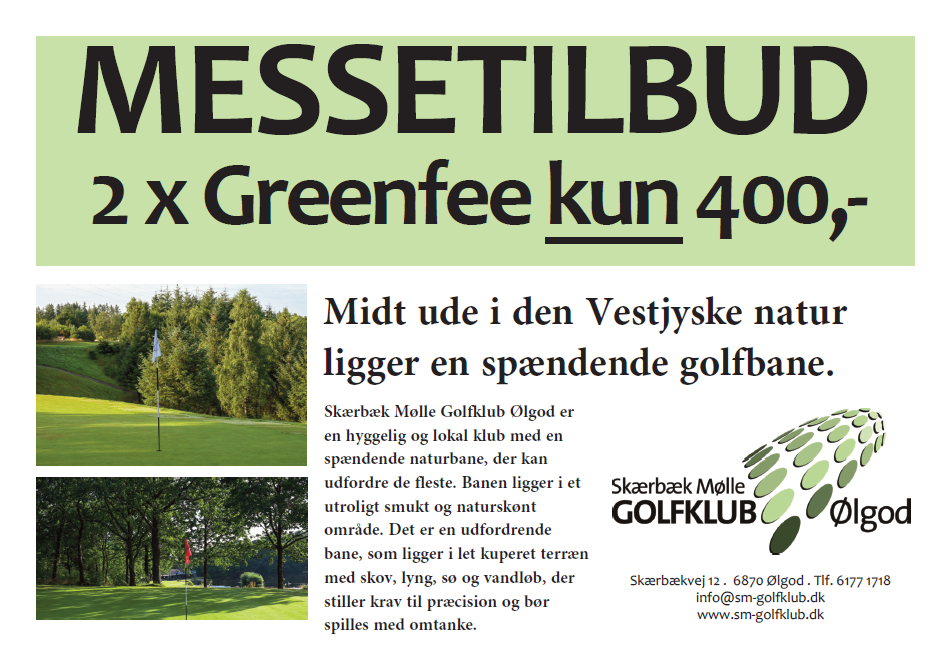 MESSETILBUD
2 x Greenfee kun 400,-
Midt ude i den Vestjyske natur
ligger en spændende golfbane.
Skærbæk Mølle Golfklub Ølgod er
en hyggelig og lokal klub med en
spændende naturbane, der kan
udfordre de fleste. Banen ligger i et
utroligt smukt og naturskønt
område. Det er en udfordrende
bane, som ligger i let kuperet terræn
med skov, lyng, sø og vandløb, der
stiller krav til præcision og bør
spilles med omtanke.
Skærbæk Mølle
GOLFKLUB Ølgod
Skærbækvej 12 . 6870 Ølgod . Tlf. 6177 1718
info@sm-golfklub.dk
www.sm-golfklub.dk